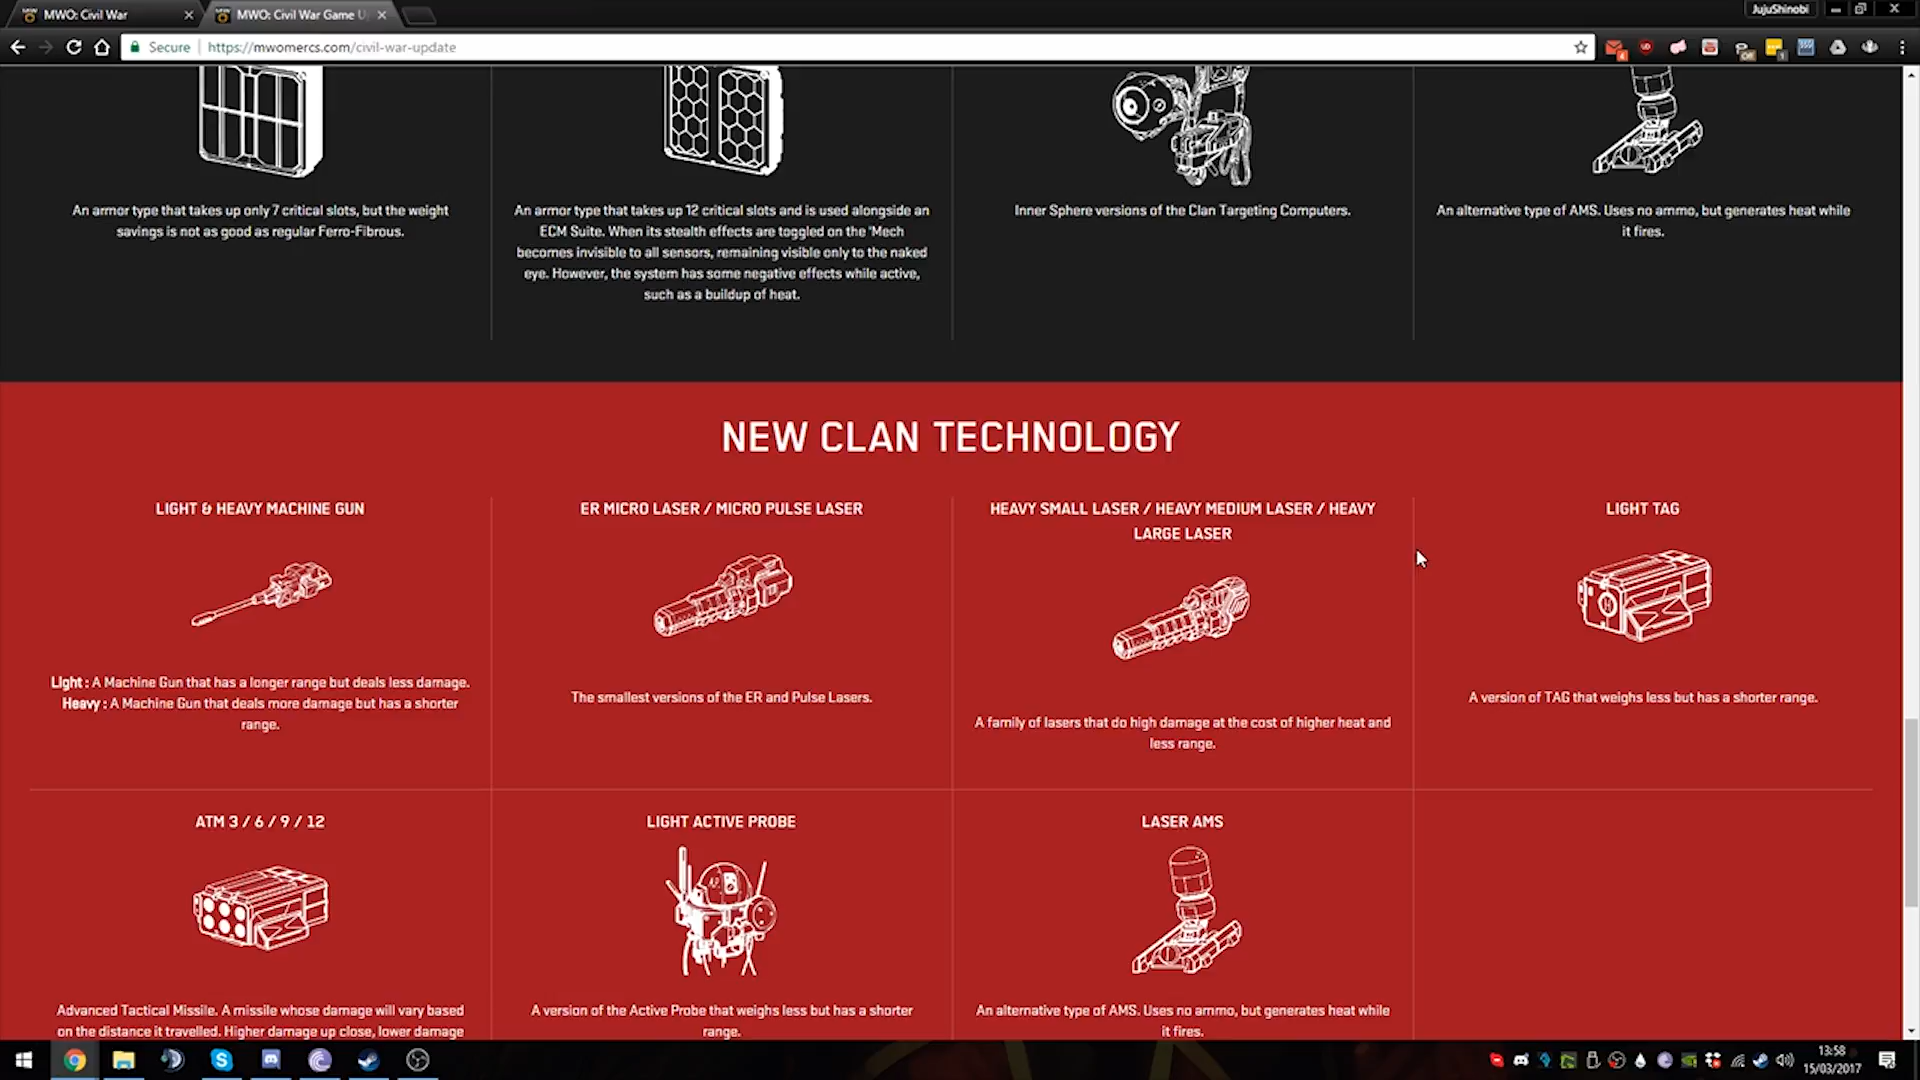 MWO: Civil War
MWO: Civil War Game U
JujuShinobi
Secure
https://mwomercs.com/civil-war-update
An armor type that takes up only 7 critical slots, but the weight
savings is not as good as regular Ferro-Fibrous.
An armor type that takes up 12 critical slots and is used alongside an
ECM Suite. When its stealth effects are toggled on the 'Mech
becomes invisible to all sensors, remaining visible only to the naked
eye. However, the system has some negative effects while active,
such as a buildup of heat.
Inner Sphere versions of the Clan Targeting Computers.
An alternative type of AMS. Uses no ammo, but generates heat while
it fires.
NEW CLAN TECHNOLOGY
LIGHT & HEAVY MACHINE GUN
Light : A Machine Gun that has a longer range but deals less damage.
Heavy : A Machine Gun that deals more damage but has a shorter
range.
ER MICRO LASER / MICRO PULSE LASER
The smallest versions of the ER and Pulse Lasers.
HEAVY SMALL LASER / HEAVY MEDIUM LASER / HEAVY
LARGE LASER
A family of lasers that do high damage at the cost of higher heat and
less range.
LIGHT TAG
A version of TAG that weighs less but has a shorter range.
ATM 3 / 6 / 9 / 12
Advanced Tactical Missile. A missile whose damage will vary based
on the distance it travelled. Higher damage up close, lower damage
LIGHT ACTIVE PROBE
A version of the Active Probe that weighs less but has a shorter
range.
LASER AMS
An alternative type of AMS. Uses no ammo, but generates heat while
it fires.
13:58
15/03/2017